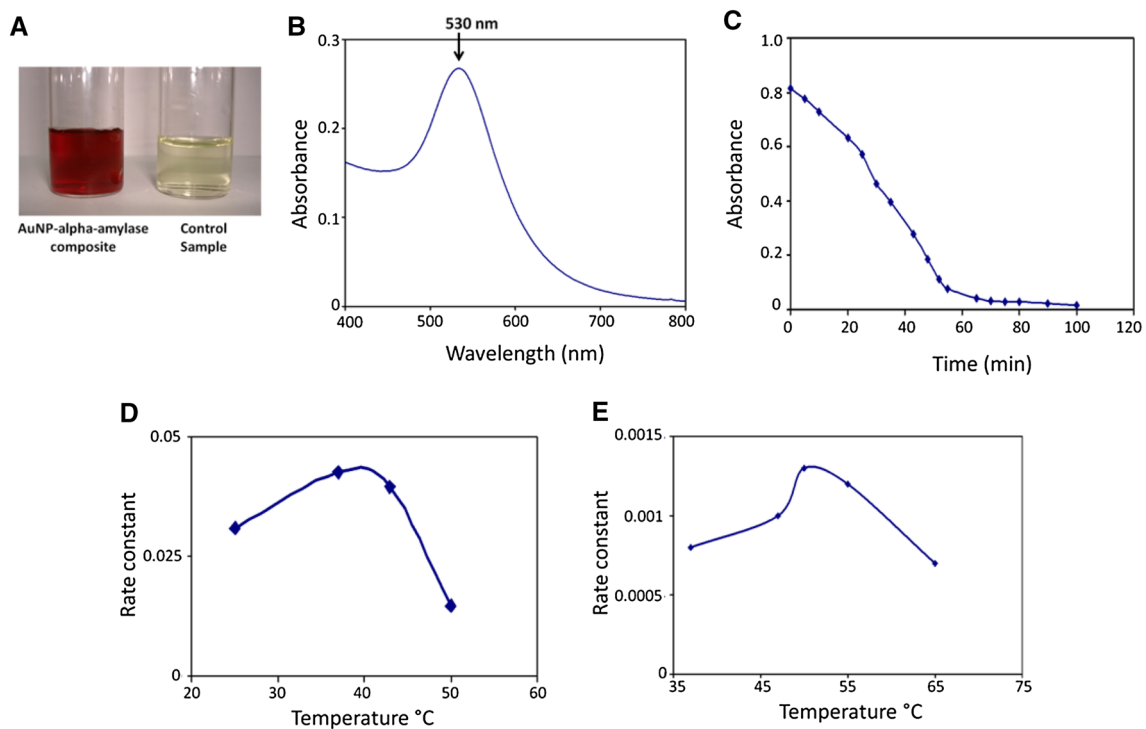 A
AuNP-alpha-amylase
composite
Control
Sample
B
530 nm
0.3
0.2
0.1
0
Absorbance
400 500 600 700 800
Wavelength (nm)
C
1.0
0.8
0.6
0.4
0.2
0
Absorbance
0 20 40 60 80 100 120
Time (min)
D
0.05
0.025
0
Rate constant
20 30 40 50 60
Temperature °C
E
0.0015
0.001
0.0005
0
Rate constant
35 45 55 65 75
Temperature °C